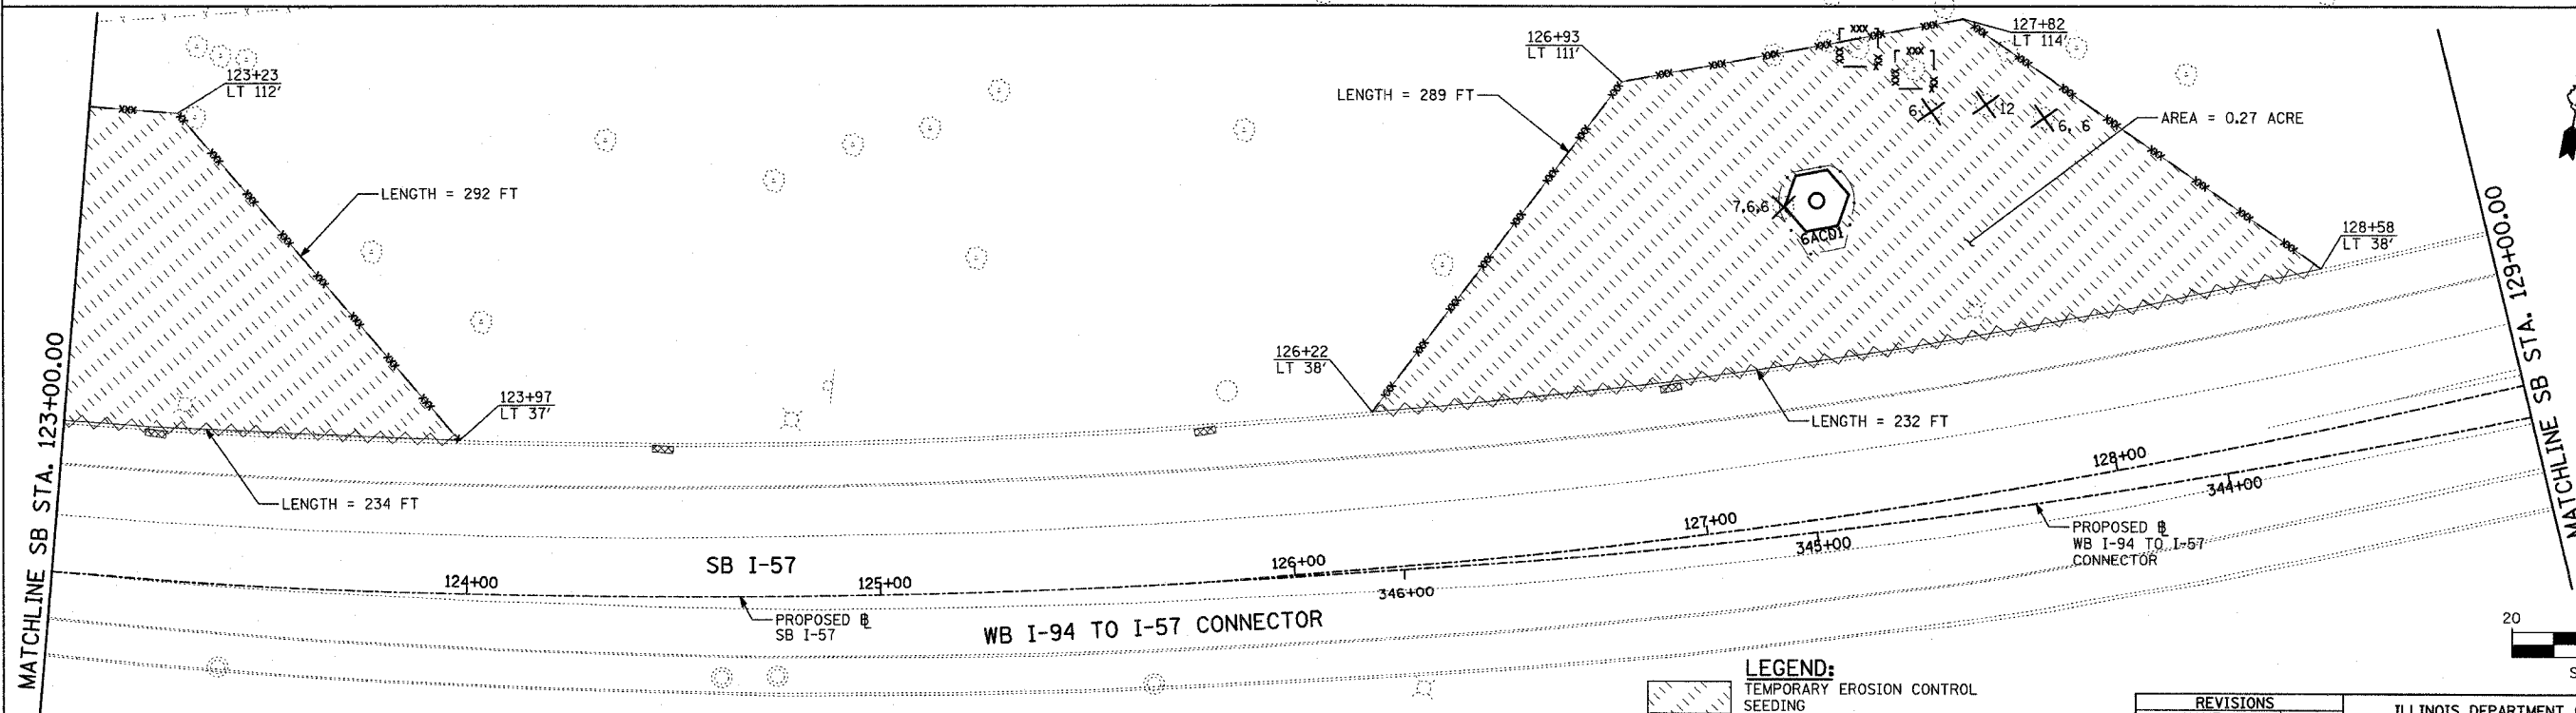 123+23
LT 112'
126+93
LT 111'
127+82
LT 114'
LENGTH = 289 FT
6
12
6, 6
AREA = 0.27 ACRE
LENGTH = 292 FT
7,6,6
6ACD1
128+58
LT 38'
MATCHLINE SB STA. 123+00.00
MATCHLINE SB STA. 129+00.00
126+22
LT 38'
123+97
LT 37'
LENGTH = 232 FT
LENGTH = 234 FT
128+00
344+00
127+00
345+00
PROPOSED ℄
WB I-94 TO I-57
CONNECTOR
SB I-57
126+00
124+00
125+00
346+00
PROPOSED ℄
SB I-57
WB I-94 TO I-57 CONNECTOR
20
LEGEND:
TEMPORARY EROSION CONTROL
SEEDING
REVISIONS
ILLINOIS DEPARTMENT